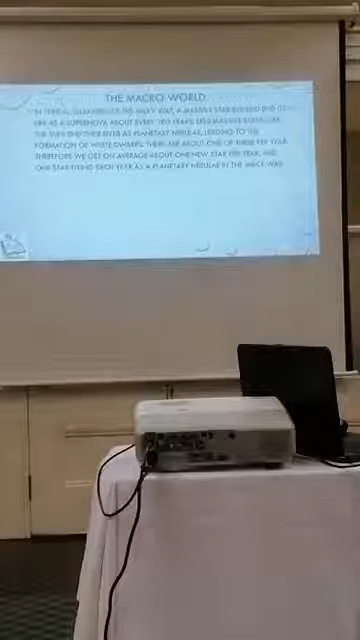 THE MACRO WORLD
IN TYPICAL GALAXIES LIKE THE MILKY WAY, A MASSIVE STAR SHOULD END ITS
LIFE AS A SUPERNOVA ABOUT EVERY 100 YEARS. LESS MASSIVE STARS LIKE
THE SUN END THEIR LIVES AS PLANETARY NEBULAE, LEADING TO THE
FORMATION OF WHITE DWARFS. THERE ARE ABOUT ONE OF THESE PER YEAR.
THEREFORE WE GET ON AVERAGE ABOUT ONE NEW STAR PER YEAR, AND
ONE STAR DYING EACH YEAR AS A PLANETARY NEBULAE IN THE MILKY WAY.